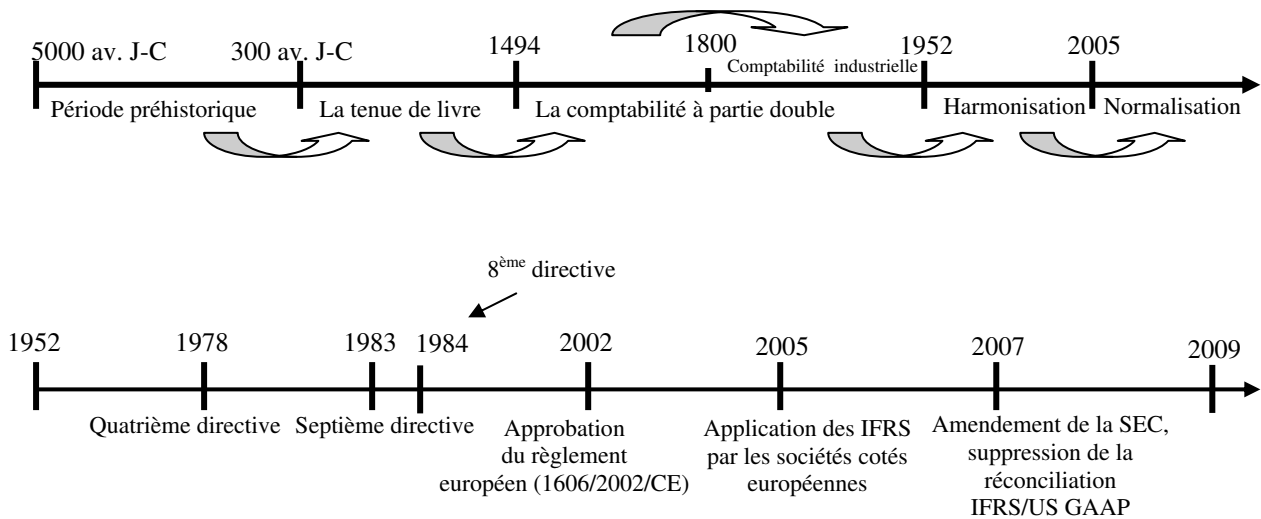 5000 av. J-C 300 av. J-C 1494 1800 1952 2005
Comptabilité industrielle
Période préhistorique La tenue de livre La comptabilité à partie double Harmonisation Normalisation
8ème directive
1952 1978 1983 1984 2002 2005 2007 2009
Quatrième directive Septième directive
Approbation
du règlement
européen (1606/2002/CE)
Application des IFRS
par les sociétés cotés
européennes
Amendement de la SEC,
suppression de la
réconciliation
IFRS/US GAAP